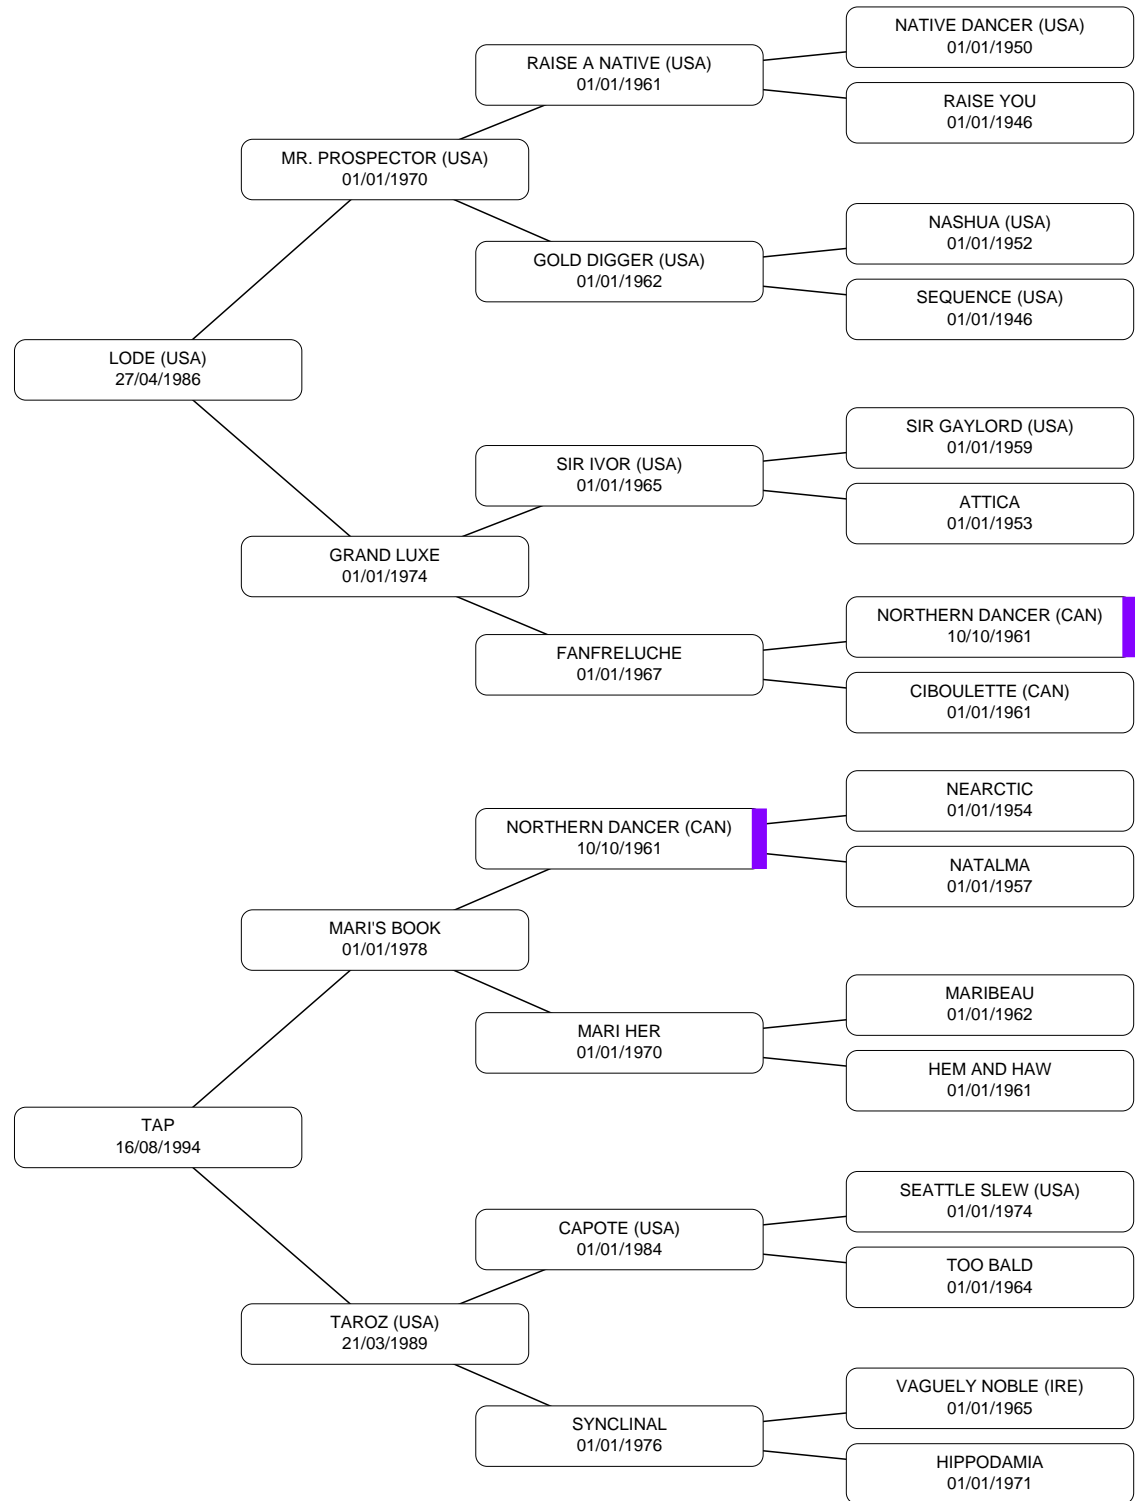 NATIVE DANCER (USA)
01/01/1950
RAISE A NATIVE (USA)
01/01/1961
RAISE YOU
01/01/1946
MR. PROSPECTOR (USA)
01/01/1970
NASHUA (USA)
01/01/1952
GOLD DIGGER (USA)
01/01/1962
SEQUENCE (USA)
01/01/1946
LODE (USA)
27/04/1986
SIR GAYLORD (USA)
01/01/1959
SIR IVOR (USA)
01/01/1965
ATTICA
01/01/1953
GRAND LUXE
01/01/1974
NORTHERN DANCER (CAN)
10/10/1961
FANFRELUCHE
01/01/1967
CIBOULETTE (CAN)
01/01/1961
NEARCTIC
01/01/1954
NORTHERN DANCER (CAN)
10/10/1961
NATALMA
01/01/1957
MARI'S BOOK
01/01/1978
MARIBEAU
01/01/1962
MARI HER
01/01/1970
HEM AND HAW
01/01/1961
TAP
16/08/1994
SEATTLE SLEW (USA)
01/01/1974
CAPOTE (USA)
01/01/1984
TOO BALD
01/01/1964
TAROZ (USA)
21/03/1989
VAGUELY NOBLE (IRE)
01/01/1965
SYNCLINAL
01/01/1976
HIPPODAMIA
01/01/1971